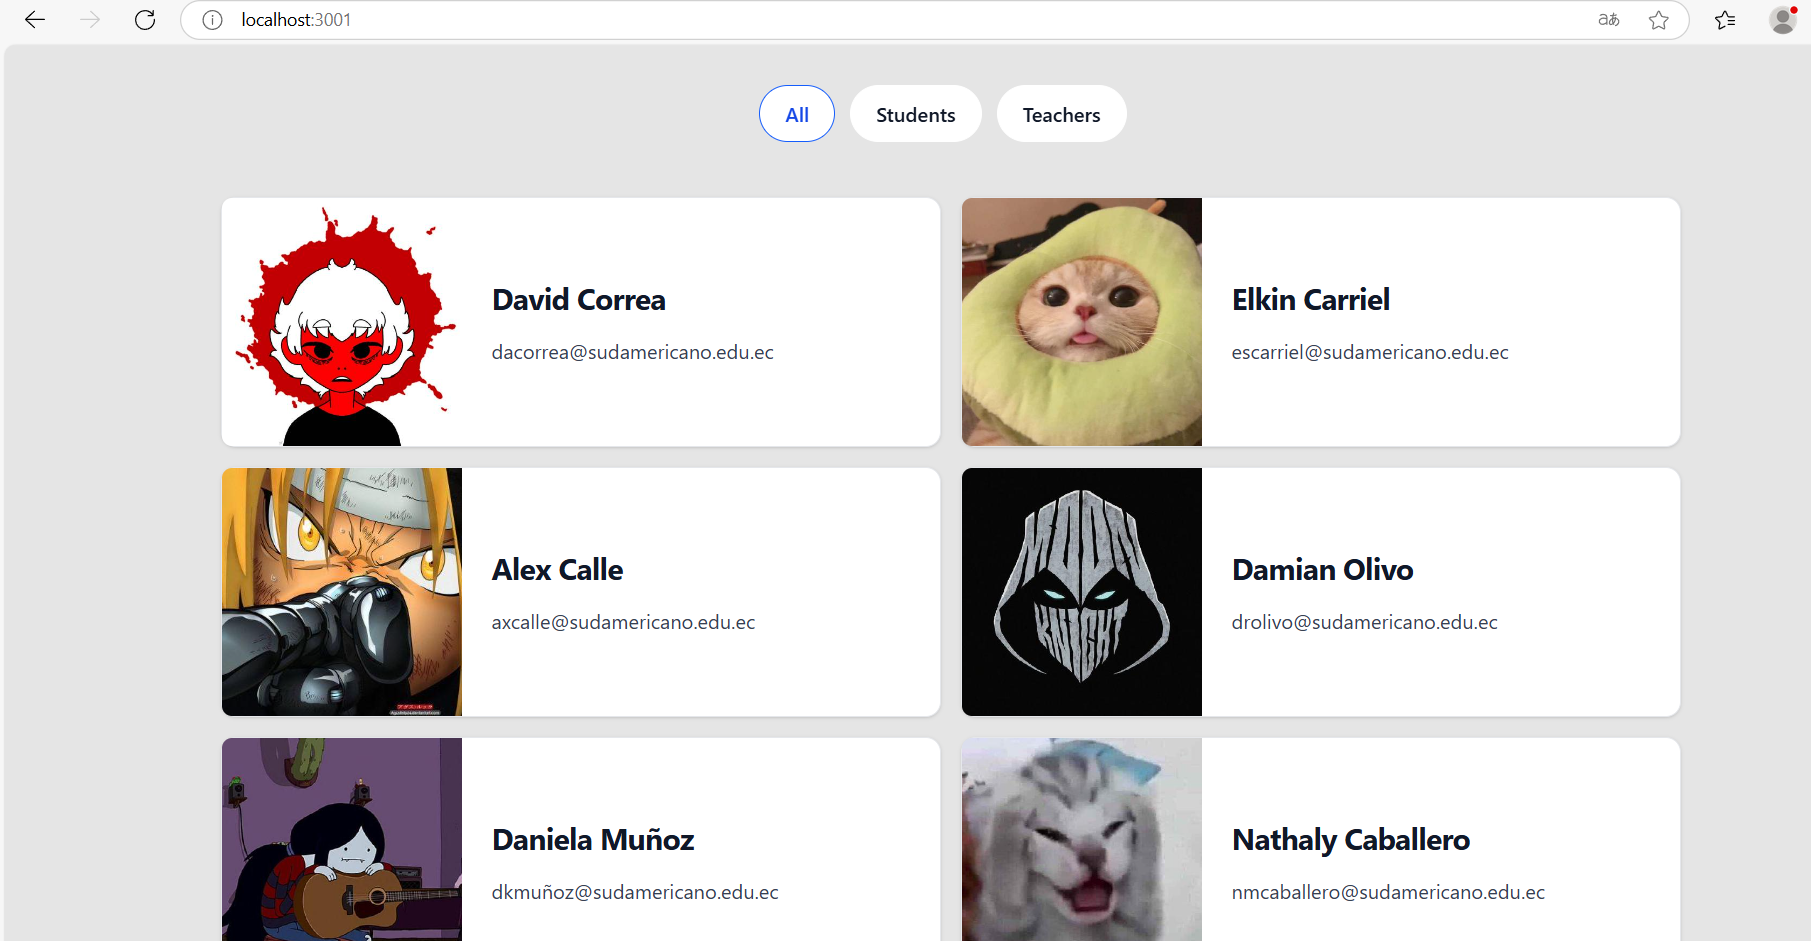 localhost:3001
All
Students
Teachers
David Correa
dacorrea@sudamericano.edu.ec
Elkin Carriel
escarriel@sudamericano.edu.ec
Alex Calle
axcalle@sudamericano.edu.ec
MOON
KNIGHT
Damian Olivo
drolivo@sudamericano.edu.ec
Daniela Muñoz
dkmuñoz@sudamericano.edu.ec
Nathaly Caballero
nmcaballero@sudamericano.edu.ec